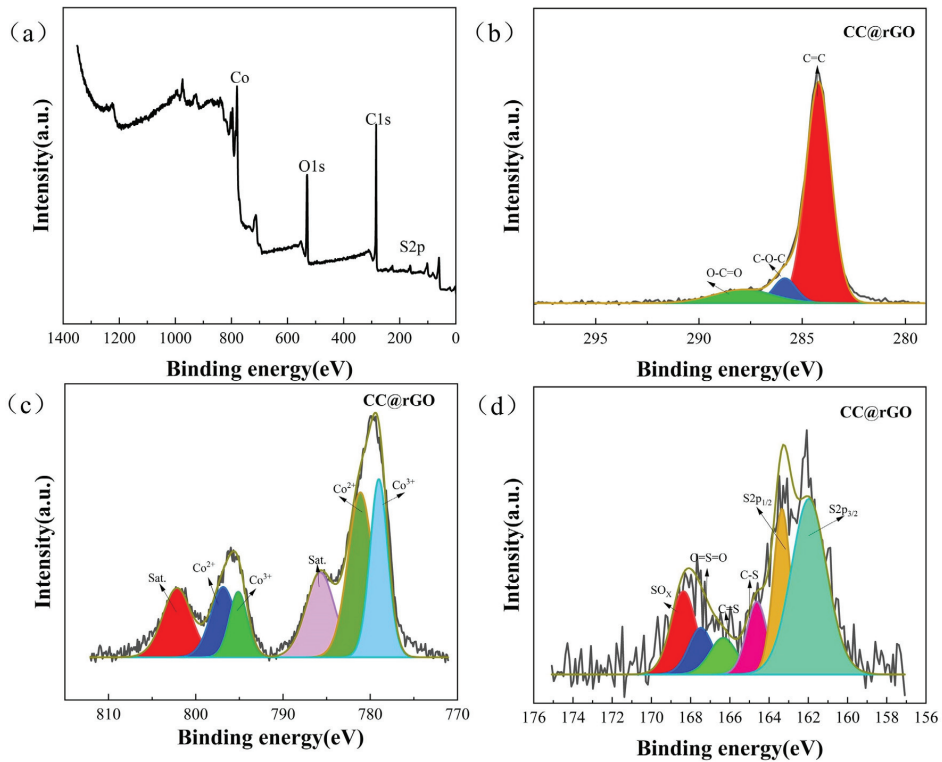 （a）
Co
C1s
O1s
S2p
Intensity(a.u.)
1400 1200 1000 800 600 400 200 0
Binding energy(eV)
（b）
CC@rGO
C=C
C-O-C
O-C=O
Intensity(a.u.)
295 290 285 280
Binding energy(eV)
（c）
CC@rGO
Co2+
Co3+
Sat.
Co2+
Sat.
Co3+
Intensity(a.u.)
810 800 790 780 770
Binding energy(eV)
（d）
CC@rGO
S2p1/2
S2p3/2
O=S=O
C-S
SOX
C=S
Intensity(a.u.)
176 174 172 170 168 166 164 162 160 158 156
Binding energy(eV)